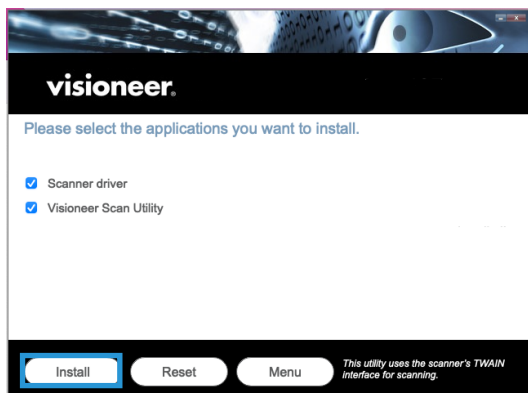 visioneer.
Please select the applications you want to install.
Scanner driver
Visioneer Scan Utility
Install
Reset
Menu
This utility uses the scanner's TWAIN
interface for scanning.